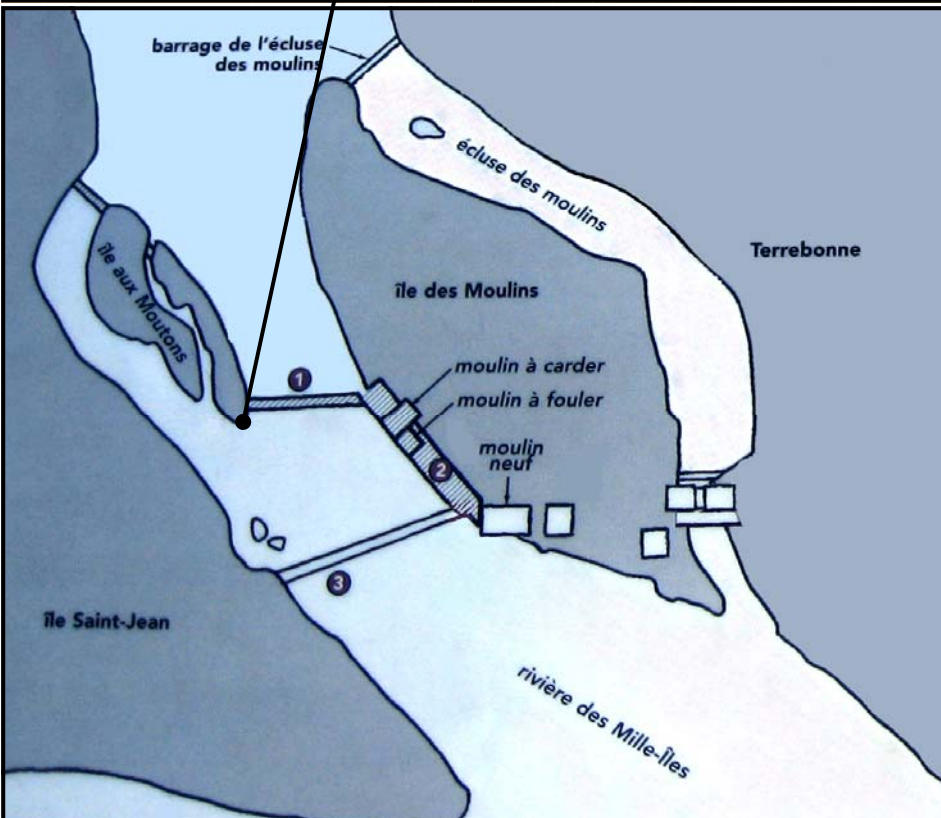 barrage de l'écluse
des moulins
écluse des moulins
Terrebonne
île aux Moutons
île des Moulins
1
moulin à carder
moulin à fouler
moulin
neuf
2
3
île Saint-Jean
rivière des Mille-Îles